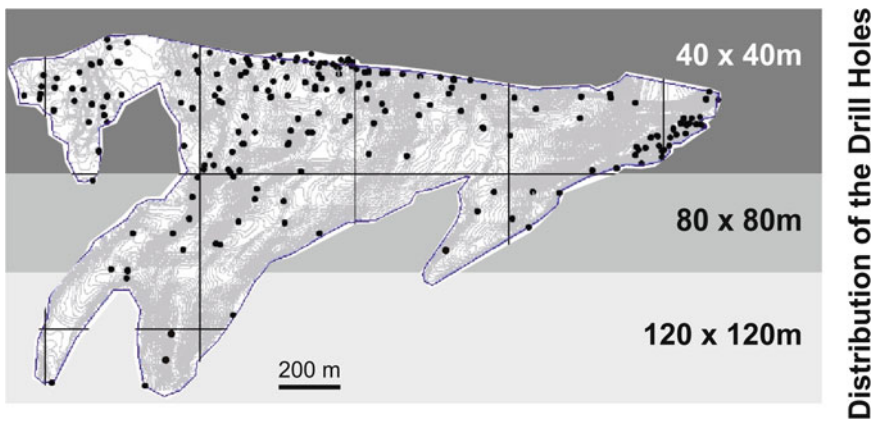 40 x 40m
80 x 80m
120 x 120m
200 m
Distribution of the Drill Holes